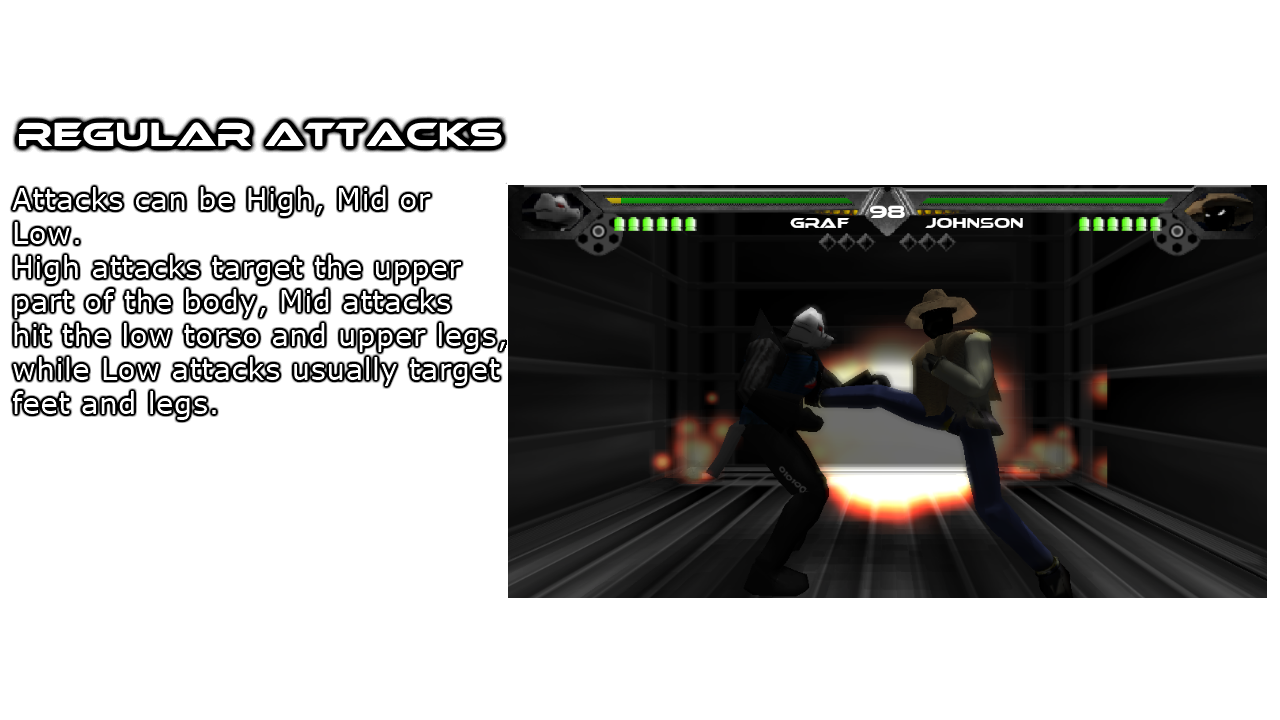 REGULAR ATTACKS
Attacks can be High, Mid or
Low.
High attacks target the upper
part of the body, Mid attacks
hit the low torso and upper legs,
while Low attacks usually target
feet and legs.
98
GRAF JOHNSON